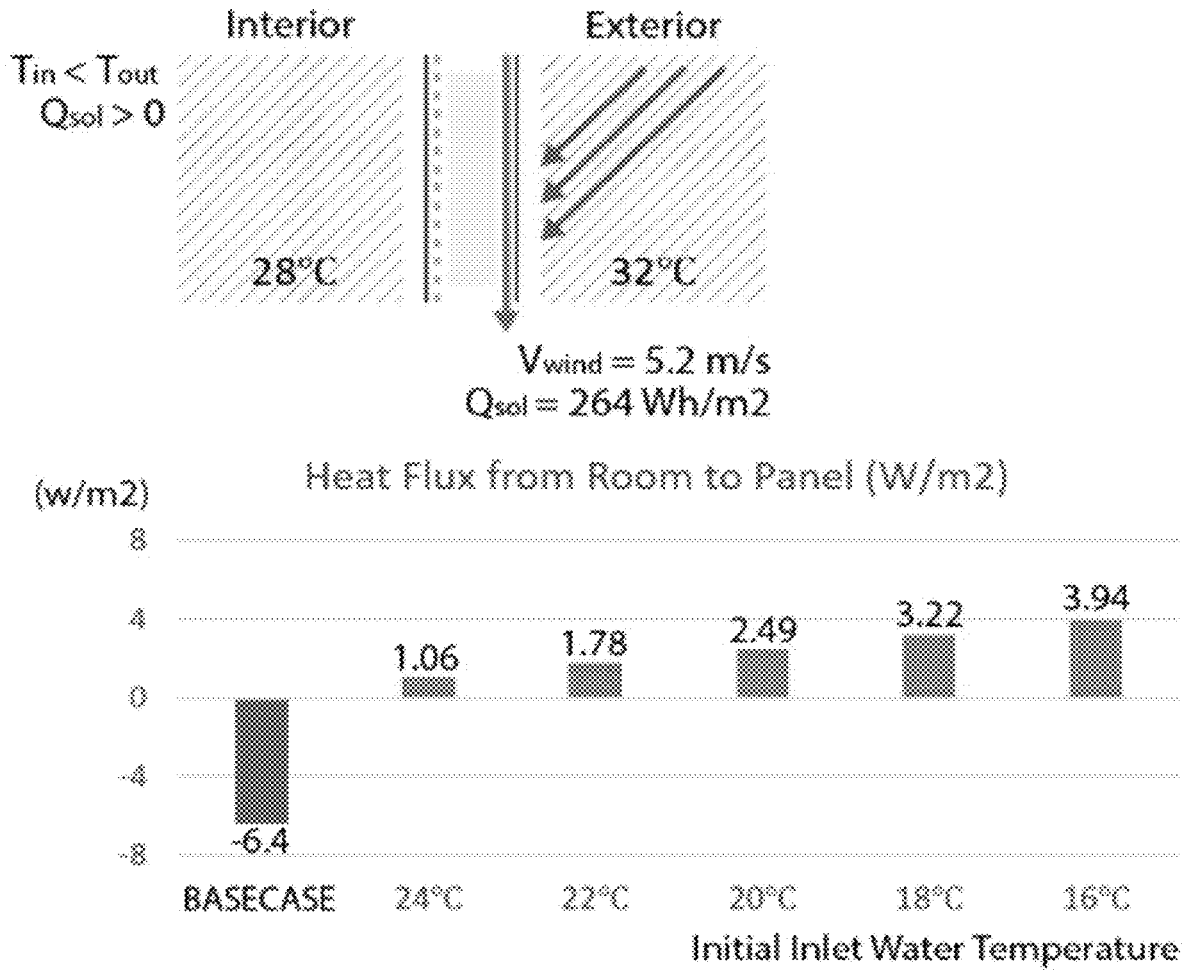 Interior Exterior
Tin < Tout
Qsol > 0
28°C 32°C
Vwind = 5.2 m/s
Qsol = 264 Wh/m2
Heat Flux from Room to Panel (W/m2)
(w/m2)
8
4
0
-4
-8
-6.4
1.06
1.78
2.49
3.22
3.94
BASECASE 24°C 22°C 20°C 18°C 16°C
Initial Inlet Water Temperature